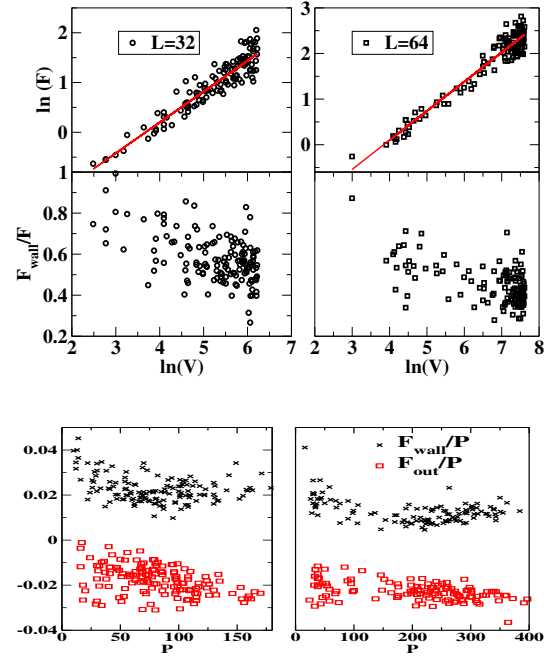 L=32
L=64
ln (F)
2
1
0
1
3
2
1
0
F_wall/F
0.8
0.6
0.4
0.2
2 3 4 5 6 7
2 3 4 5 6 7 8
ln(V)
ln(V)
0.04
0.02
0
-0.02
-0.04
F_wall/P
F_out/P
0 50 100 150
0 100 200 300 400
P
P